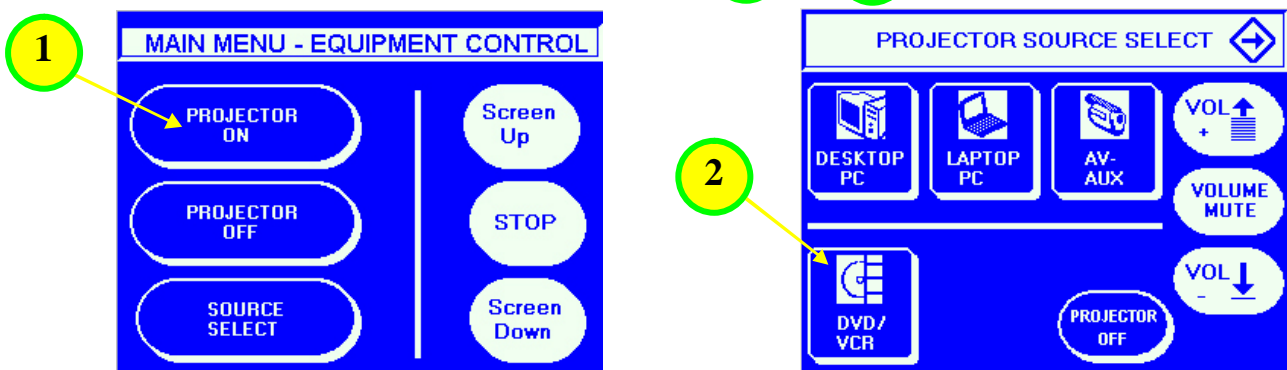 1
MAIN MENU - EQUIPMENT CONTROL
PROJECTOR
ON
Screen
Up
PROJECTOR
OFF
STOP
SOURCE
SELECT
Screen
Down
PROJECTOR SOURCE SELECT
DESKTOP
PC
LAPTOP
PC
AV-
AUX
VOL
+
VOLUME
MUTE
2
DVD/
VCR
PROJECTOR
OFF
VOL
-